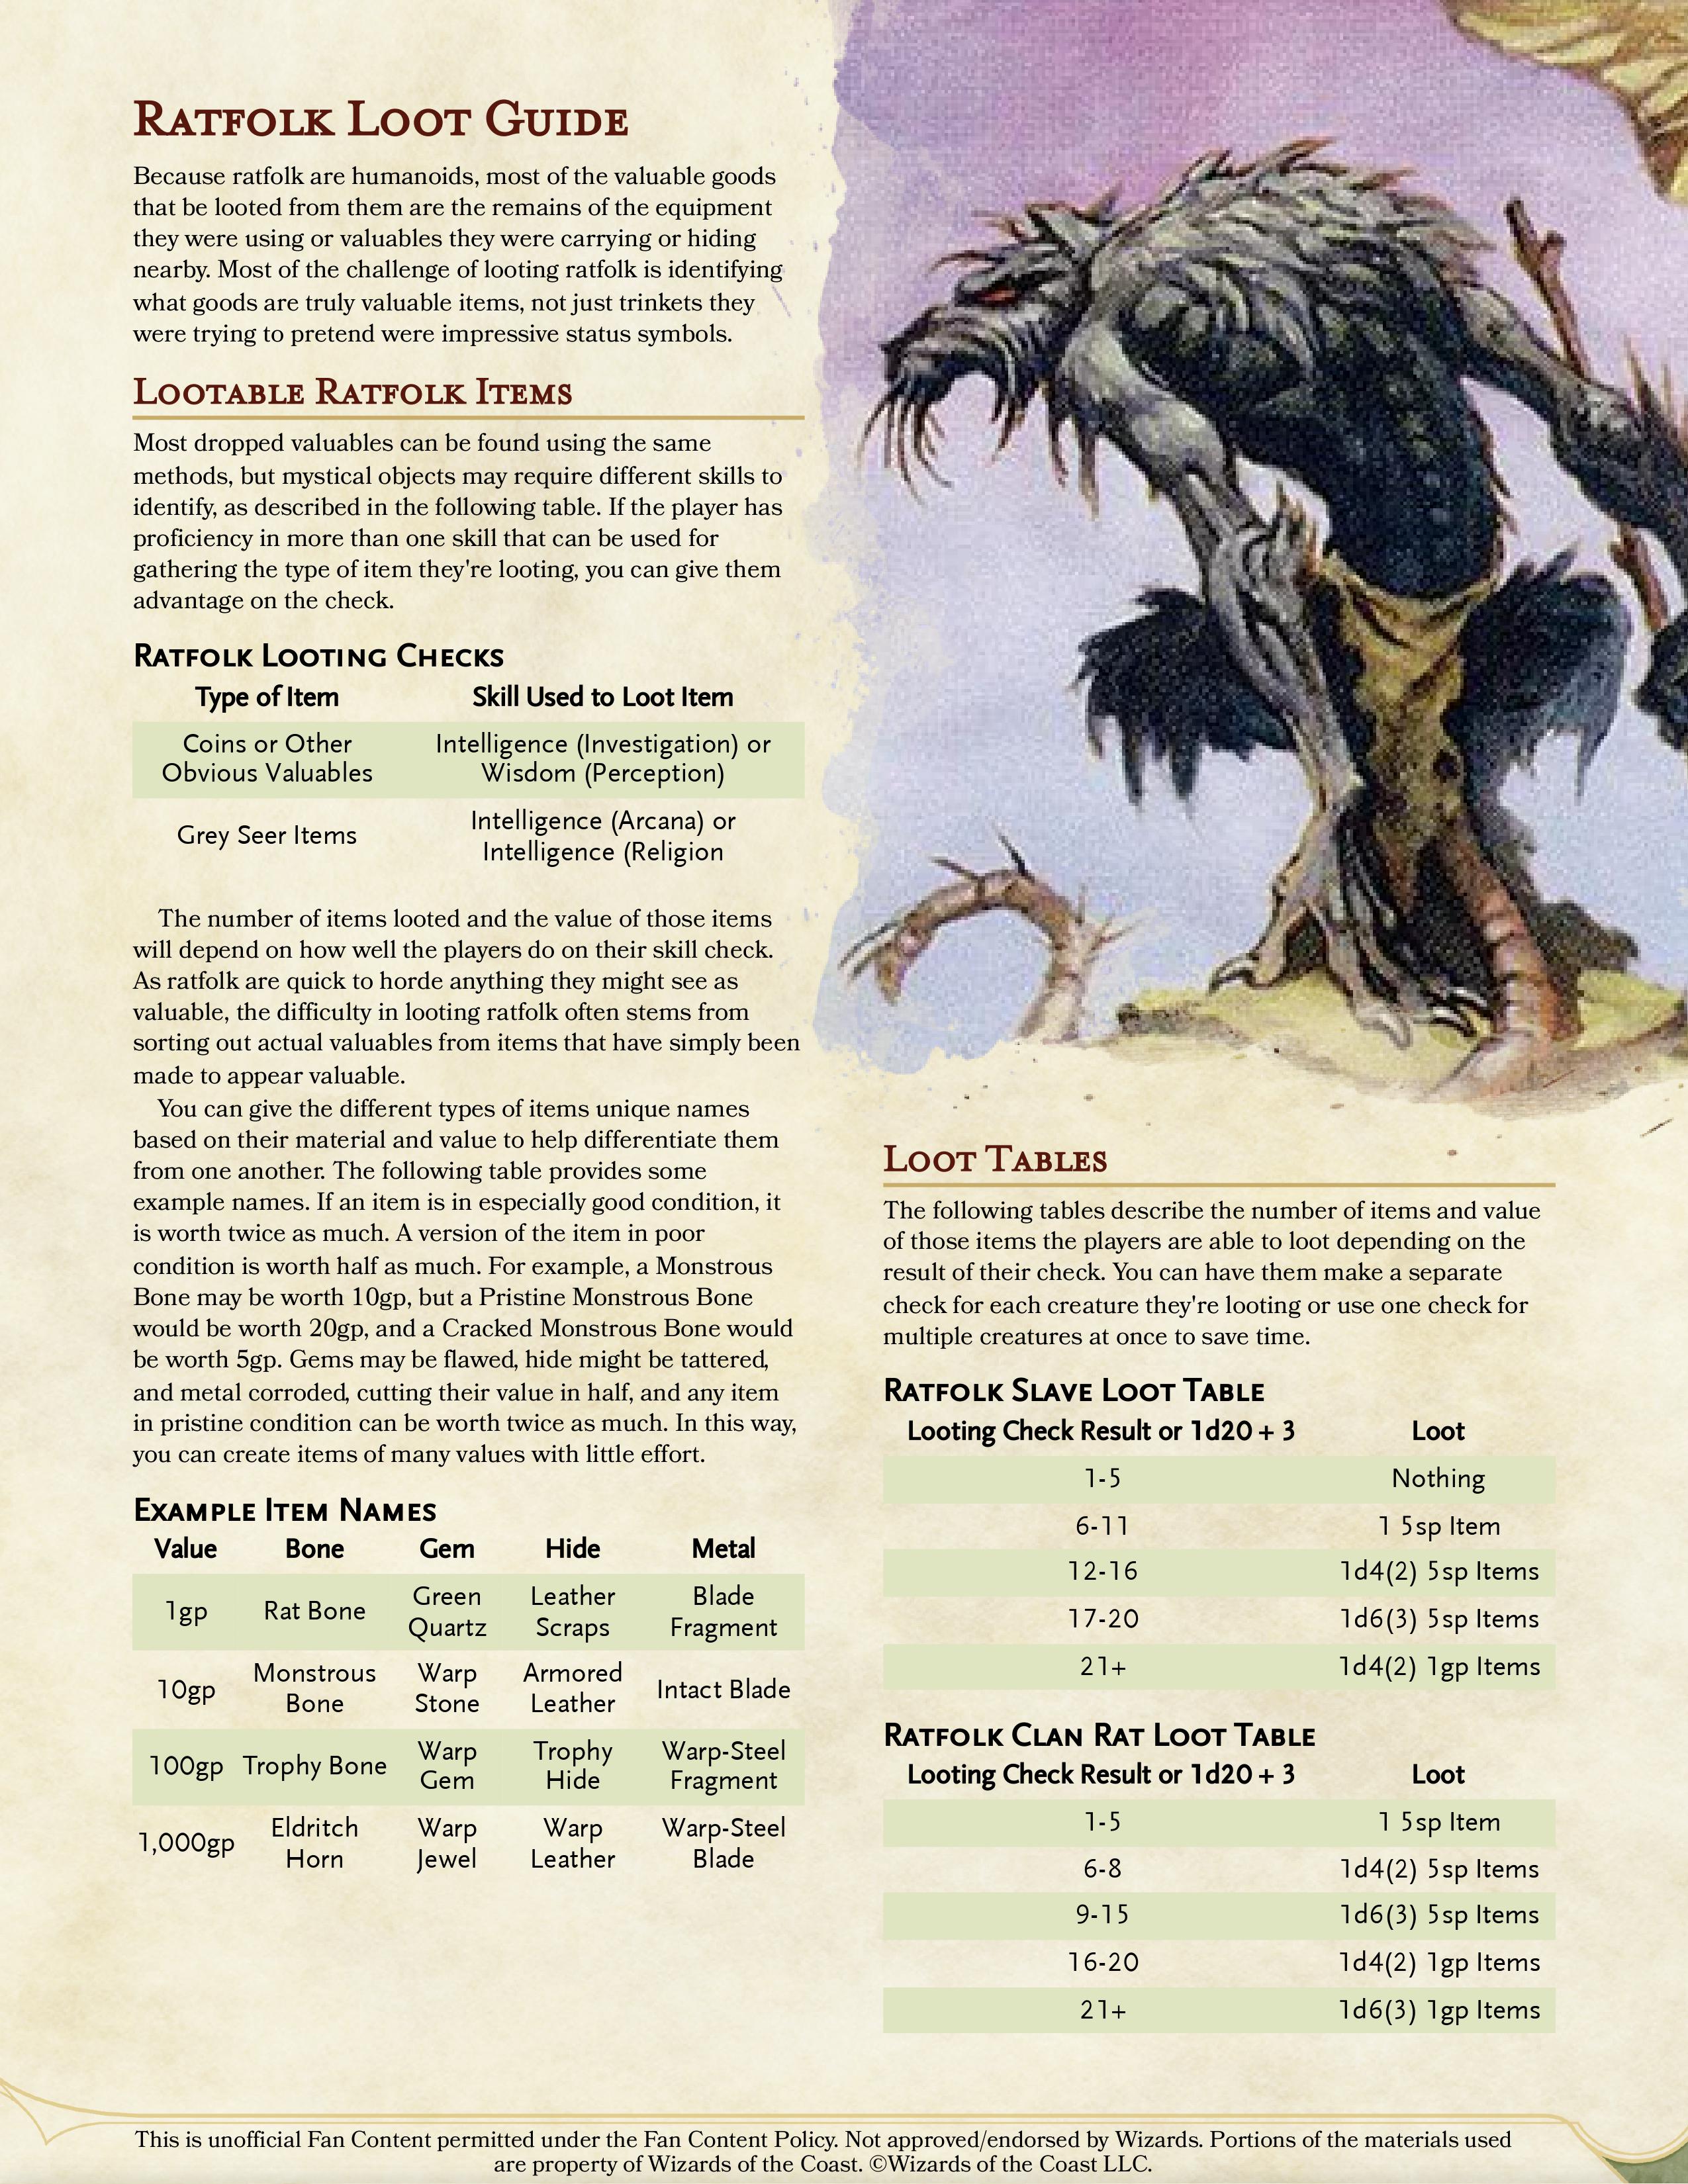 Ratfolk Loot Guide
Because ratfolk are humanoids, most of the valuable goods
that be looted from them are the remains of the equipment
they were using or valuables they were carrying or hiding
nearby. Most of the challenge of looting ratfolk is identifying
what goods are truly valuable items, not just trinkets they
were trying to pretend were impressive status symbols.
Lootable Ratfolk Items
Most dropped valuables can be found using the same
methods, but mystical objects may require different skills to
identify, as described in the following table. If the player has
proficiency in more than one skill that can be used for
gathering the type of item they're looting, you can give them
advantage on the check.
Ratfolk Looting Checks
Type of Item Skill Used to Loot Item
Coins or Other Intelligence (Investigation) or
Obvious Valuables Wisdom (Perception)
Grey Seer Items Intelligence (Arcana) or
Intelligence (Religion
The number of items looted and the value of those items
will depend on how well the players do on their skill check.
As ratfolk are quick to horde anything they might see as
valuable, the difficulty in looting ratfolk often stems from
sorting out actual valuables from items that have simply been
made to appear valuable.
You can give the different types of items unique names
based on their material and value to help differentiate them
from one another. The following table provides some
example names. If an item is in especially good condition, it
is worth twice as much. A version of the item in poor
condition is worth half as much. For example, a Monstrous
Bone may be worth 10gp, but a Pristine Monstrous Bone
would be worth 20gp, and a Cracked Monstrous Bone would
be worth 5gp. Gems may be flawed, hide might be tattered,
and metal corroded, cutting their value in half, and any item
in pristine condition can be worth twice as much. In this way,
you can create items of many values with little effort.
Example Item Names
Value Bone Gem Hide Metal
1gp Rat Bone Green Quartz Leather Scraps Blade Fragment
10gp Monstrous Bone Warp Stone Armored Leather Intact Blade
100gp Trophy Bone Warp Gem Trophy Hide Warp-Steel Fragment
1,000gp Eldritch Horn Warp Jewel Warp Leather Warp-Steel Blade
Loot Tables
The following tables describe the number of items and value
of those items the players are able to loot depending on the
result of their check. You can have them make a separate
check for each creature they're looting or use one check for
multiple creatures at once to save time.
Ratfolk Slave Loot Table
Looting Check Result or 1d20 + 3 Loot
1-5 Nothing
6-11 1 5sp Item
12-16 1d4(2) 5sp Items
17-20 1d6(3) 5sp Items
21+ 1d4(2) 1gp Items
Ratfolk Clan Rat Loot Table
Looting Check Result or 1d20 + 3 Loot
1-5 1 5sp Item
6-8 1d4(2) 5sp Items
9-15 1d6(3) 5sp Items
16-20 1d4(2) 1gp Items
21+ 1d6(3) 1gp Items
This is unofficial Fan Content permitted under the Fan Content Policy. Not approved/endorsed by Wizards. Portions of the materials used
are property of Wizards of the Coast. ©Wizards of the Coast LLC.